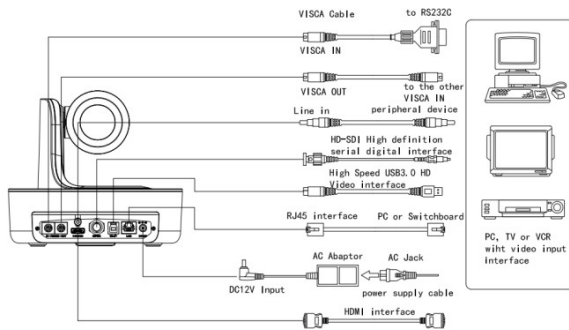 VISCA Cable
to RS232C
VISCA IN
VISCA OUT
to the other
VISCA IN
Line in
peripheral device
HD-SDI High definition
serial digital interface
High Speed USB3.0 HD
Video interface
RJ45 interface
PC or Switchboard
AC Abaptor
AC Jack
DC12V Input
power supply cable
HDMI interface
PC, TV or VCR
wiht video input
interface